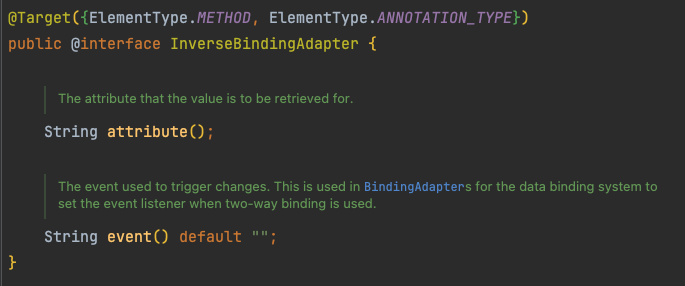 @Target({ElementType.METHOD, ElementType.ANNOTATION_TYPE})
public @interface InverseBindingAdapter {
The attribute that the value is to be retrieved for.
String attribute();
The event used to trigger changes. This is used in BindingAdapters for the data binding system to
set the event listener when two-way binding is used.
String event() default "";
}